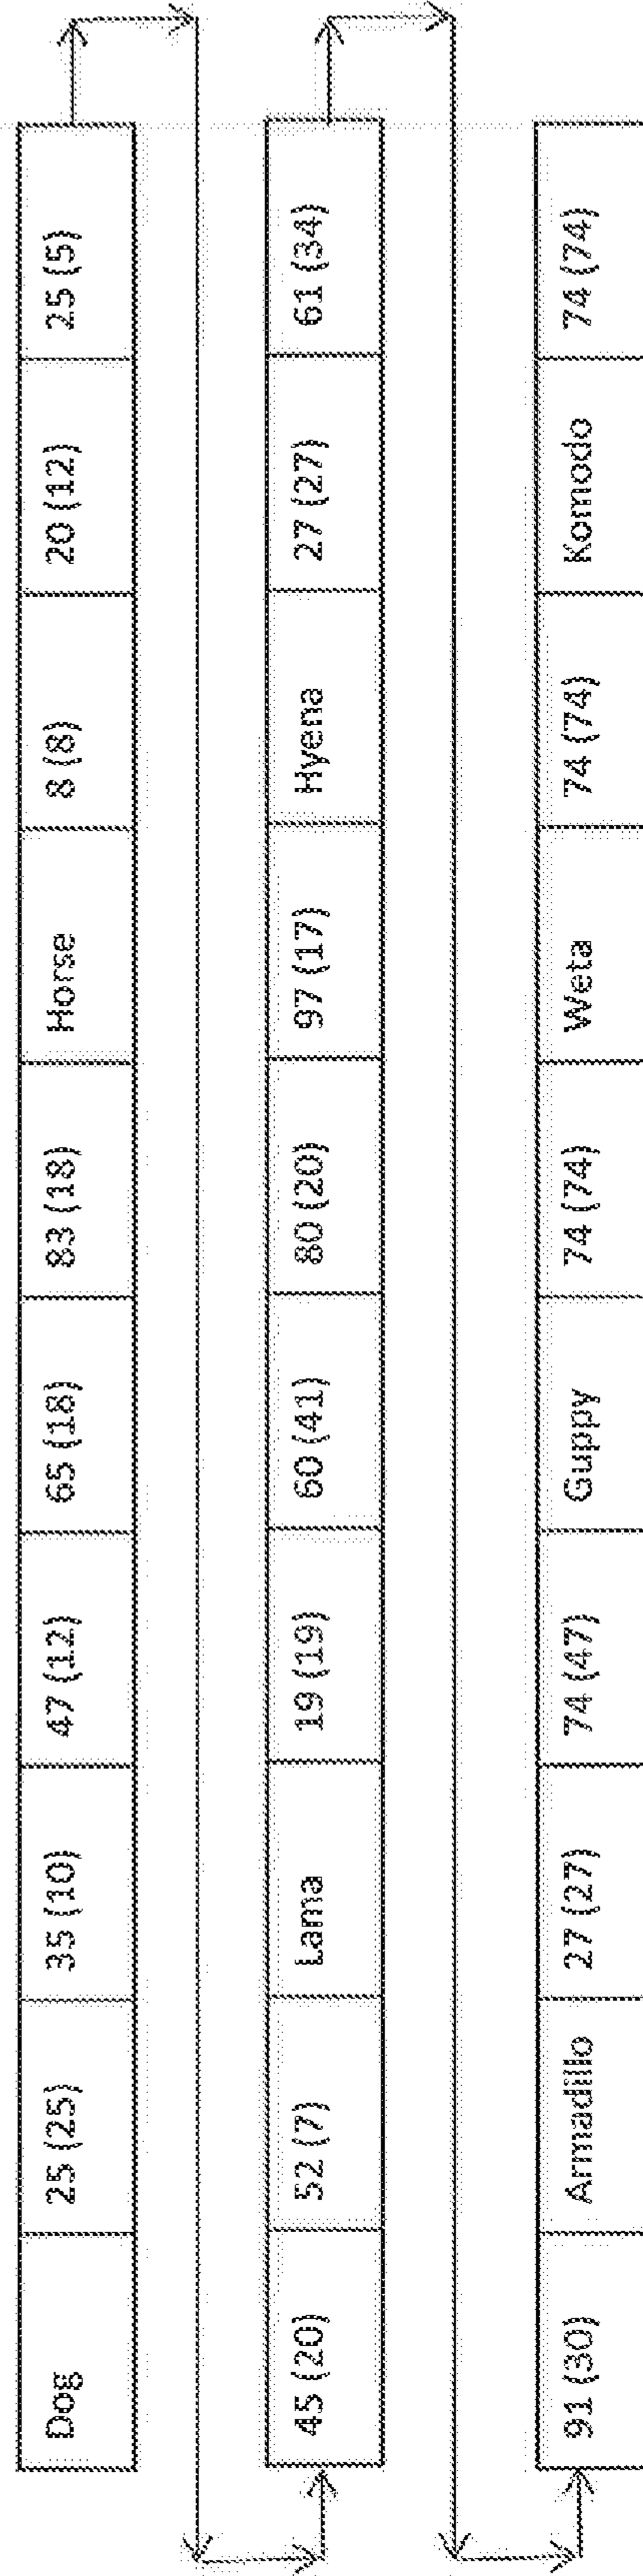 Dog 25 (25) 35 (10) 47 (12) 65 (18) 83 (18) Horse 8 (8) 20 (12) 25 (5)
45 (20) 52 (7) Lama 19 (19) 60 (41) 80 (20) 97 (17) Hyena 27 (27) 61 (34)
91 (30) Armadillo 27 (27) 74 (47) Guppy 74 (74) Weta 74 (74) Komodo 74 (74)